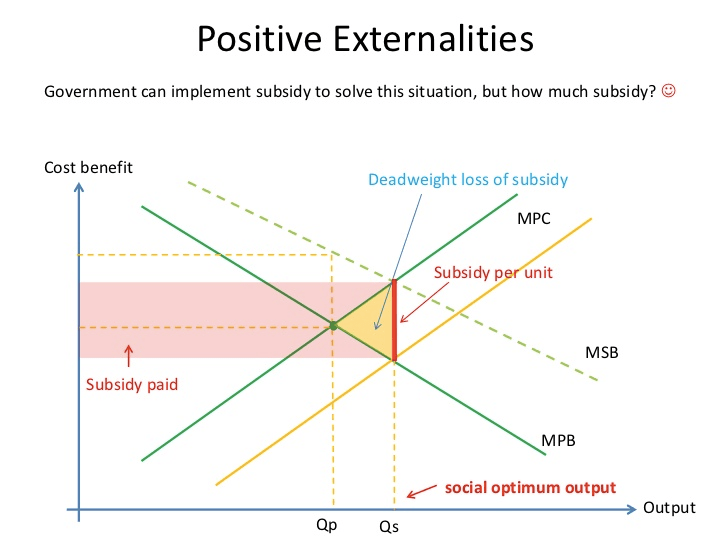 Positive Externalities
Government can implement subsidy to solve this situation, but how much subsidy? ☺
Cost benefit
Deadweight loss of subsidy
MPC
Subsidy per unit
MSB
Subsidy paid
MPB
social optimum output
Output
Qp
Qs